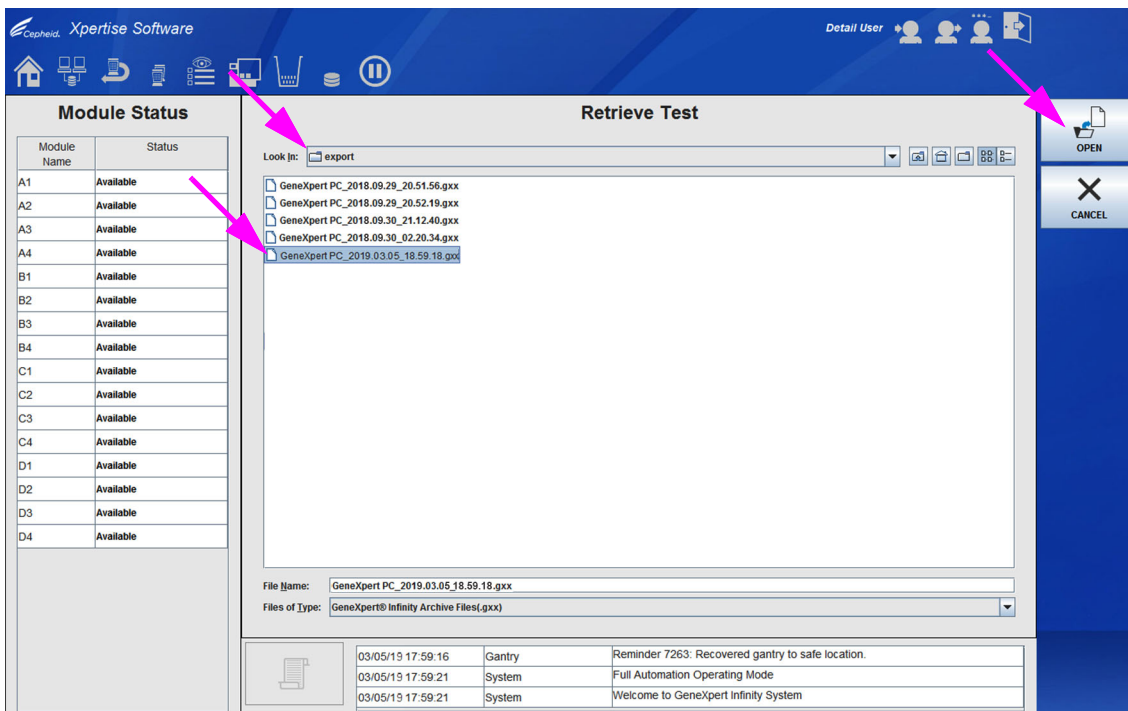 Cepheid. Xpertise Software
Detail User
Module Status
Module Name Status
A1 Available
A2 Available
A3 Available
A4 Available
B1 Available
B2 Available
B3 Available
B4 Available
C1 Available
C2 Available
C3 Available
C4 Available
D1 Available
D2 Available
D3 Available
D4 Available
Retrieve Test
Look In: export
GeneXpert PC_2018.09.29_20.51.56.gxx
GeneXpert PC_2018.09.29_20.52.19.gxx
GeneXpert PC_2018.09.30_21.12.40.gxx
GeneXpert PC_2018.09.30_02.20.34.gxx
GeneXpert PC_2019.03.05_18.59.18.gxx
File Name: GeneXpert PC_2019.03.05_18.59.18.gxx
Files of Type: GeneXpert® Infinity Archive Files(.gxx)
03/05/19 17:59:16 Gantry Reminder 7263: Recovered gantry to safe location.
03/05/19 17:59:21 System Full Automation Operating Mode
03/05/19 17:59:21 System Welcome to GeneXpert Infinity System
OPEN
CANCEL